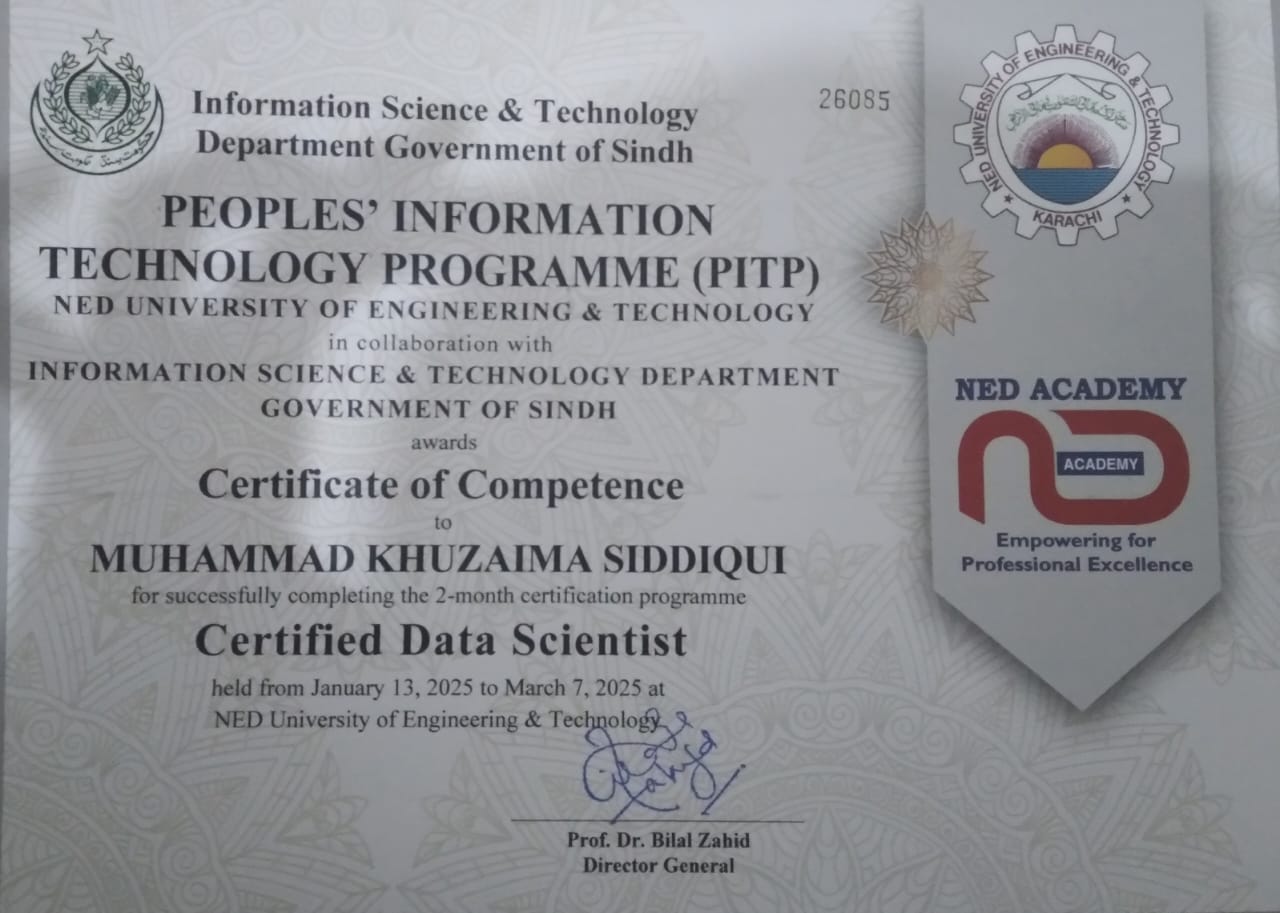 Information Science & Technology
Department Government of Sindh
26085
PEOPLES’ INFORMATION
TECHNOLOGY PROGRAMME (PITP)
NED UNIVERSITY OF ENGINEERING & TECHNOLOGY
in collaboration with
INFORMATION SCIENCE & TECHNOLOGY DEPARTMENT
GOVERNMENT OF SINDH
awards
Certificate of Competence
to
MUHAMMAD KHUZAIMA SIDDIQUI
for successfully completing the 2-month certification programme
Certified Data Scientist
held from January 13, 2025 to March 7, 2025 at
NED University of Engineering & Technology
Prof. Dr. Bilal Zahid
Director General
NED UNIVERSITY OF ENGINEERING & TECHNOLOGY
KARACHI
NED ACADEMY
ACADEMY
Empowering for
Professional Excellence